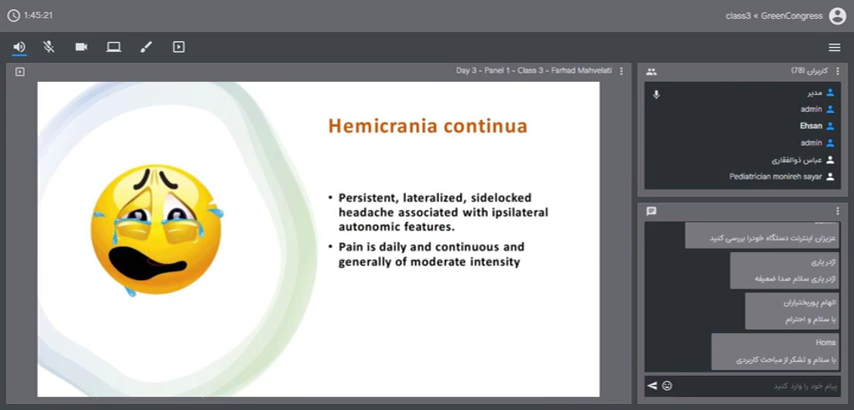 1:45:21
class3 < GreenCongress
Day 3 - Panel 1 - Class 3 - Farhad Mahvelati
Hemicrania continua
• Persistent, lateralized, sidelocked
headache associated with ipsilateral
autonomic features.
• Pain is daily and continuous and
generally of moderate intensity
کاربران (78)
مدیر
admin
Ehsan
admin
عباس ذوالفقاری
Pediatrician monireh sayar
عزیزان اینترنت دستگاه خودرا بررسی کنید
اژدر یاری
اژدر یاری سلام صدا ضعیفه
الهام پوربختیاران
با سلام و احترام
Homa
با سلام و تشکر از مباحث کاربردی
پیام خود را وارد کنید